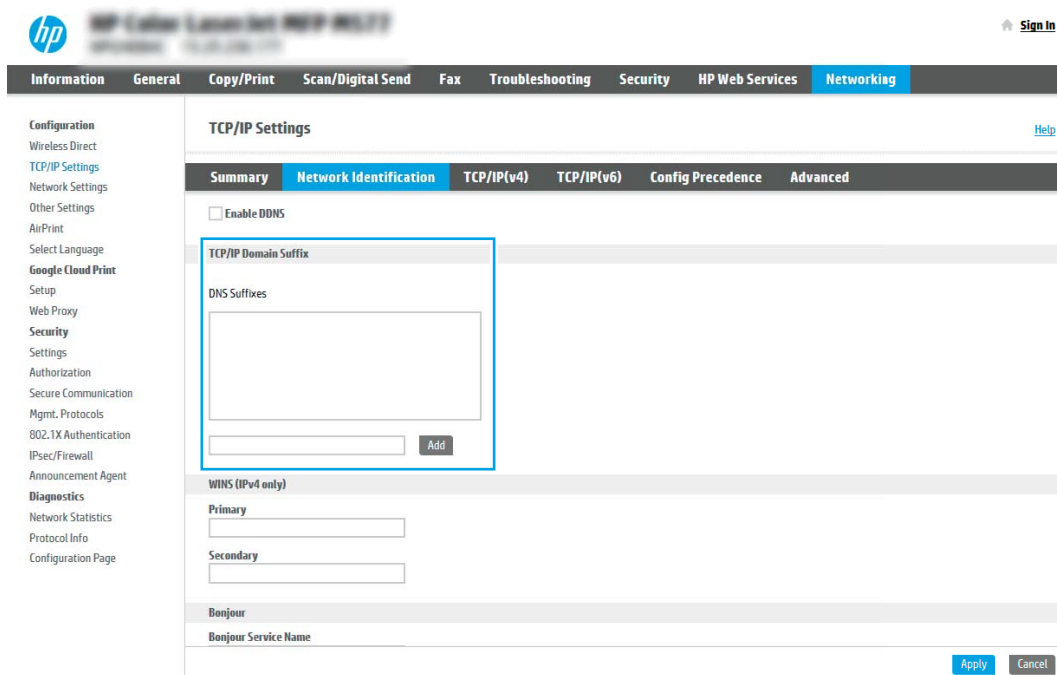 hp
Sign In
Information General Copy/Print Scan/Digital Send Fax Troubleshooting Security HP Web Services Networking
Configuration
Wireless Direct
TCP/IP Settings
Network Settings
Other Settings
AirPrint
Select Language
Google Cloud Print
Setup
Web Proxy
Security
Settings
Authorization
Secure Communication
Mgmt. Protocols
802.1X Authentication
IPsec/Firewall
Announcement Agent
Diagnostics
Network Statistics
Protocol Info
Configuration Page
TCP/IP Settings
Help
Summary Network Identification TCP/IP(v4) TCP/IP(v6) Config Precedence Advanced
Enable DDNS
TCP/IP Domain Suffix
DNS Suffixes
Add
WINS (IPv4 only)
Primary
Secondary
Bonjour
Bonjour Service Name
Apply Cancel